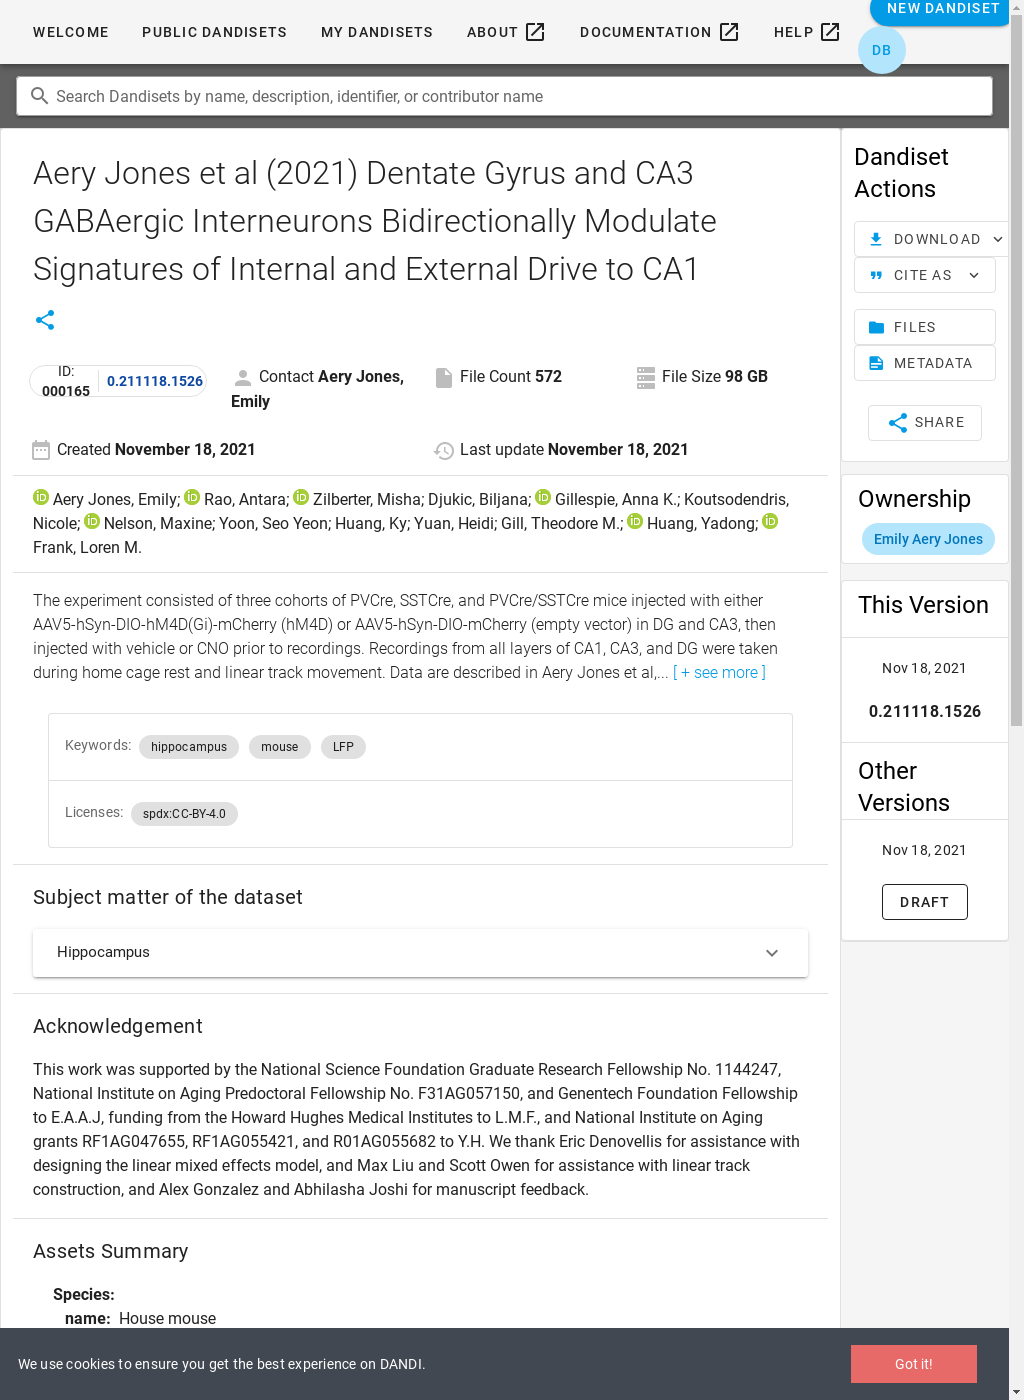 WELCOME PUBLIC DANDISETS MY DANDISETS ABOUT DOCUMENTATION HELP NEW DANDISET
DB
Search Dandisets by name, description, identifier, or contributor name
Aery Jones et al (2021) Dentate Gyrus and CA3
GABAergic Interneurons Bidirectionally Modulate
Signatures of Internal and External Drive to CA1
ID:
000165
0.211118.1526
Contact Aery Jones,
Emily
File Count 572
File Size 98 GB
Created November 18, 2021
Last update November 18, 2021
Aery Jones, Emily; Rao, Antara; Zilberter, Misha; Djukic, Biljana; Gillespie, Anna K.; Koutsodendris,
Nicole; Nelson, Maxine; Yoon, Seo Yeon; Huang, Ky; Yuan, Heidi; Gill, Theodore M.; Huang, Yadong;
Frank, Loren M.
The experiment consisted of three cohorts of PVCre, SSTCre, and PVCre/SSTCre mice injected with either
AAV5-hSyn-DIO-hM4D(Gi)-mCherry (hM4D) or AAV5-hSyn-DIO-mCherry (empty vector) in DG and CA3, then
injected with vehicle or CNO prior to recordings. Recordings from all layers of CA1, CA3, and DG were taken
during home cage rest and linear track movement. Data are described in Aery Jones et al,... [ + see more ]
Keywords: hippocampus mouse LFP
Licenses: spdx:CC-BY-4.0
Subject matter of the dataset
Hippocampus
Acknowledgement
This work was supported by the National Science Foundation Graduate Research Fellowship No. 1144247,
National Institute on Aging Predoctoral Fellowship No. F31AG057150, and Genentech Foundation Fellowship
to E.A.A.J, funding from the Howard Hughes Medical Institutes to L.M.F., and National Institute on Aging
grants RF1AG047655, RF1AG055421, and R01AG055682 to Y.H. We thank Eric Denovellis for assistance with
designing the linear mixed effects model, and Max Liu and Scott Owen for assistance with linear track
construction, and Alex Gonzalez and Abhilasha Joshi for manuscript feedback.
Assets Summary
Species:
name: House mouse
Dandiset
Actions
DOWNLOAD
CITE AS
FILES
METADATA
SHARE
Ownership
Emily Aery Jones
This Version
Nov 18, 2021
0.211118.1526
Other
Versions
Nov 18, 2021
DRAFT
We use cookies to ensure you get the best experience on DANDI.
Got it!